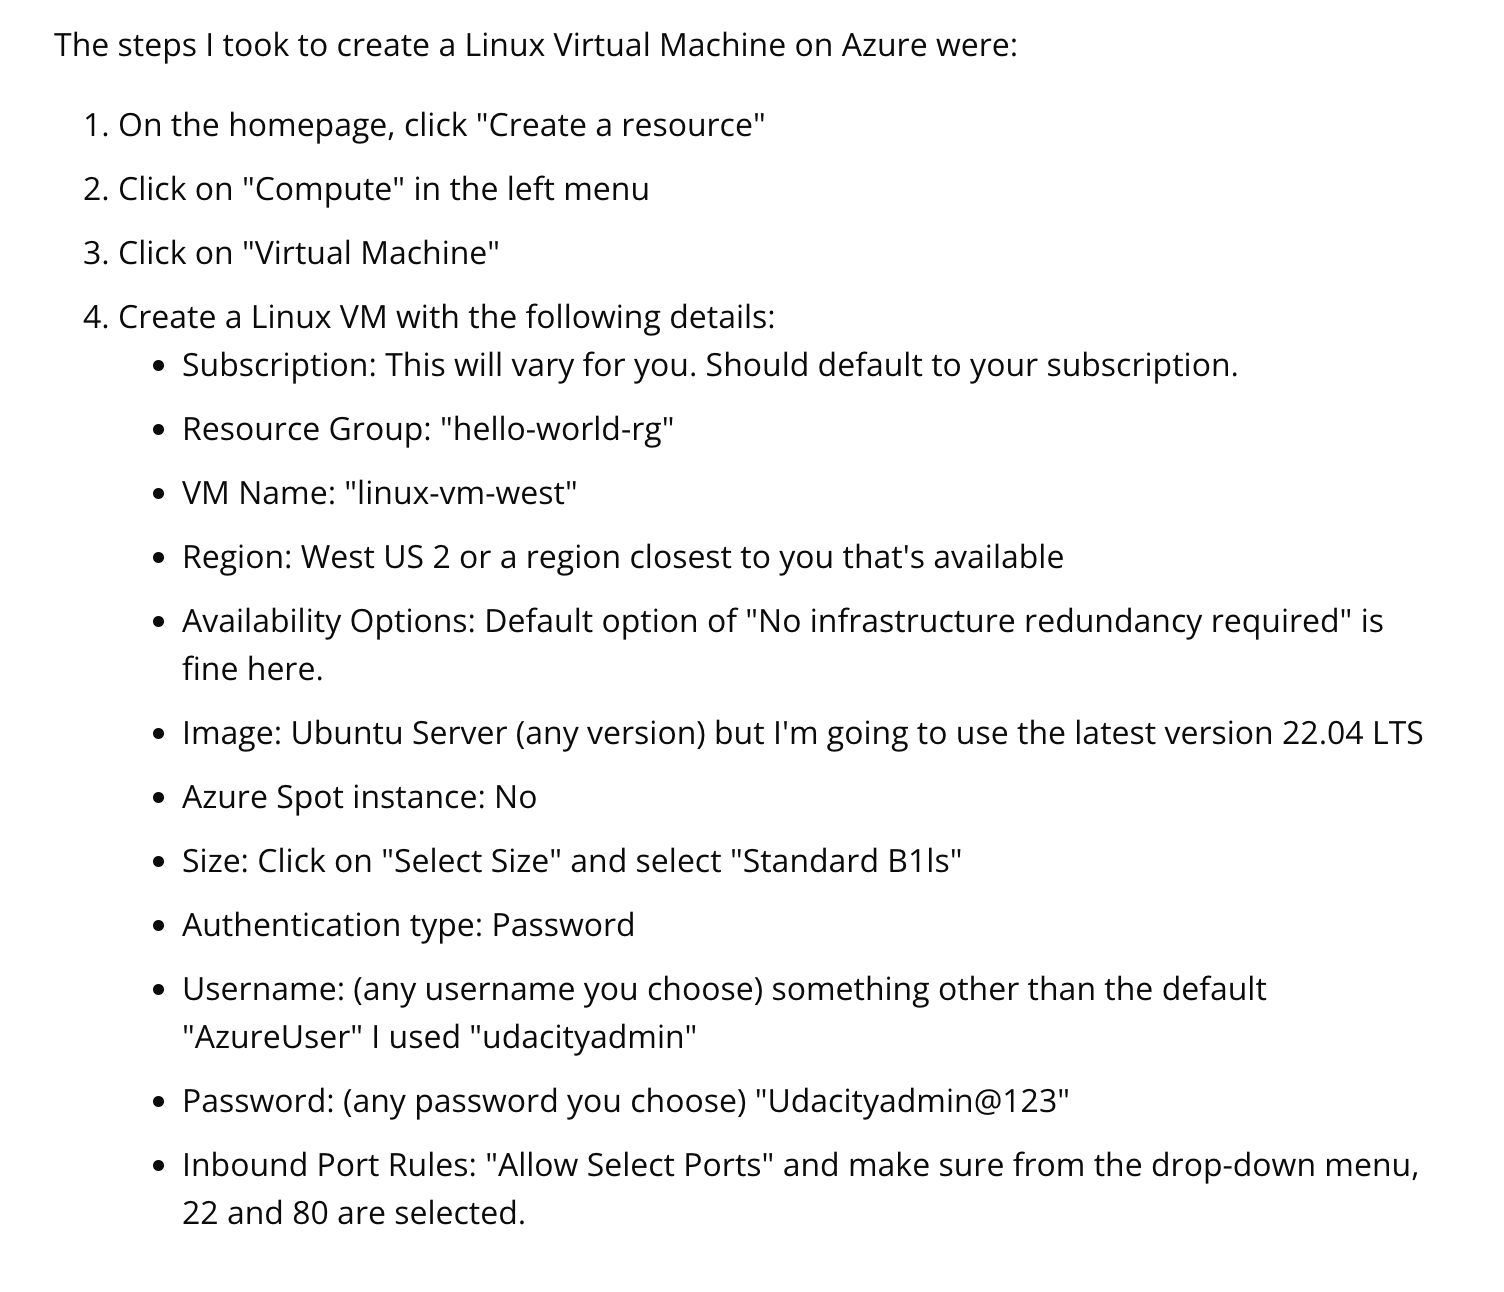 The steps I took to create a Linux Virtual Machine on Azure were:
1. On the homepage, click "Create a resource"
2. Click on "Compute" in the left menu
3. Click on "Virtual Machine"
4. Create a Linux VM with the following details:
• Subscription: This will vary for you. Should default to your subscription.
• Resource Group: "hello-world-rg"
• VM Name: "linux-vm-west"
• Region: West US 2 or a region closest to you that's available
• Availability Options: Default option of "No infrastructure redundancy required" is
fine here.
• Image: Ubuntu Server (any version) but I'm going to use the latest version 22.04 LTS
• Azure Spot instance: No
• Size: Click on "Select Size" and select "Standard B1ls"
• Authentication type: Password
• Username: (any username you choose) something other than the default
"AzureUser" I used "udacityadmin"
• Password: (any password you choose) "Udacityadmin@123"
• Inbound Port Rules: "Allow Select Ports" and make sure from the drop-down menu,
22 and 80 are selected.